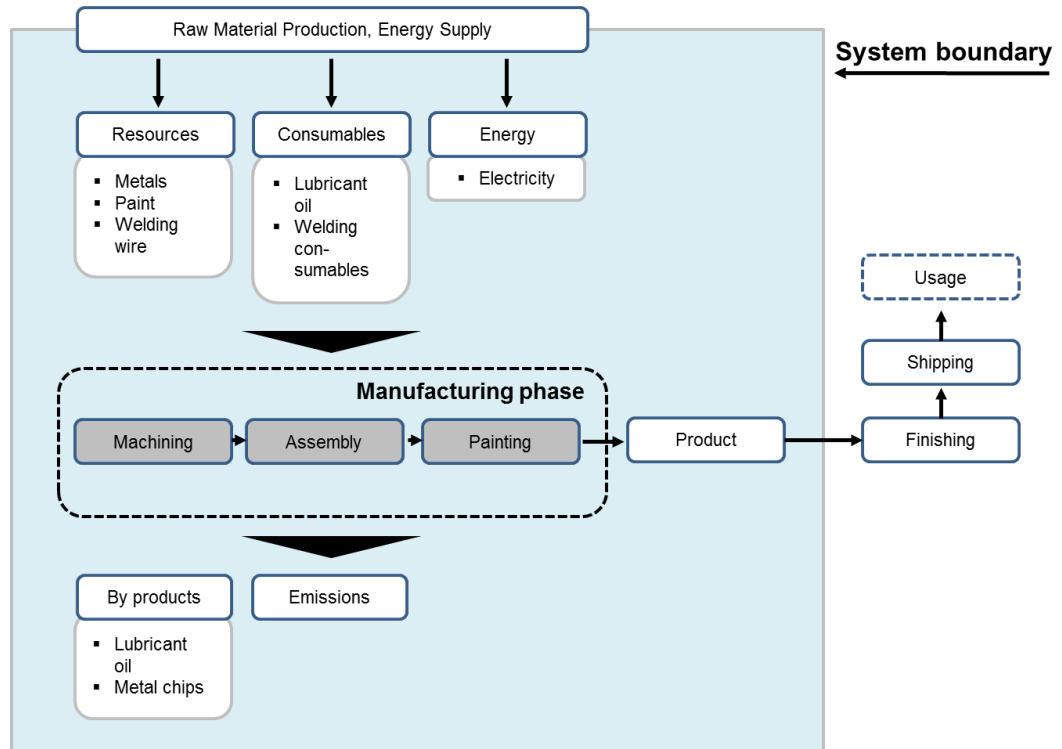 Raw Material Production, Energy Supply
System boundary
Resources
Consumables
Energy
▪ Metals
▪ Paint
▪ Welding
wire
▪ Lubricant
oil
▪ Welding con-
sumables
▪ Electricity
Usage
Shipping
Manufacturing phase
Machining
Assembly
Painting
Product
Finishing
By products
Emissions
▪ Lubricant
oil
▪ Metal chips